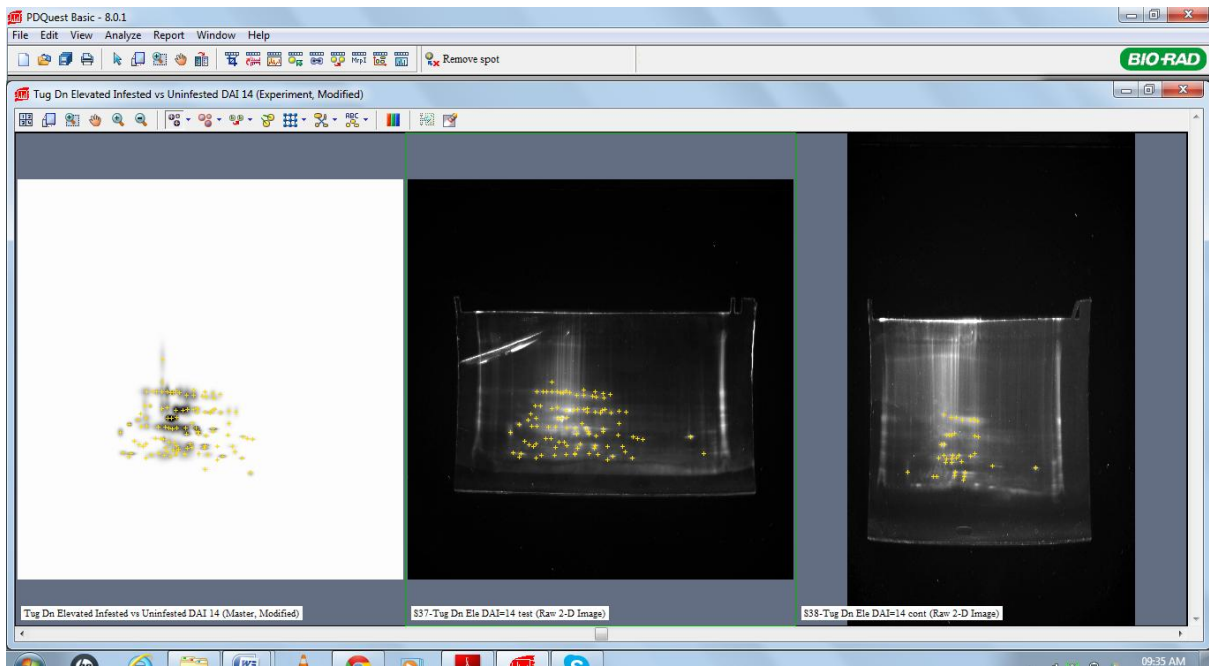 PDQuest Basic - 8.0.1
File Edit View Analyze Report Window Help
MrpI
Remove spot
BIO-RAD
Tug Dn Elevated Infested vs Uninfested DAI 14 (Experiment, Modified)
ABC
Tug Dn Elevated Infested vs Uninfested DAI 14 (Master, Modified)
S37-Tug Dn Ele DAI=14 test (Raw 2-D Image)
S38-Tug Dn Ele DAI=14 cont (Raw 2-D Image)
09:35 AM